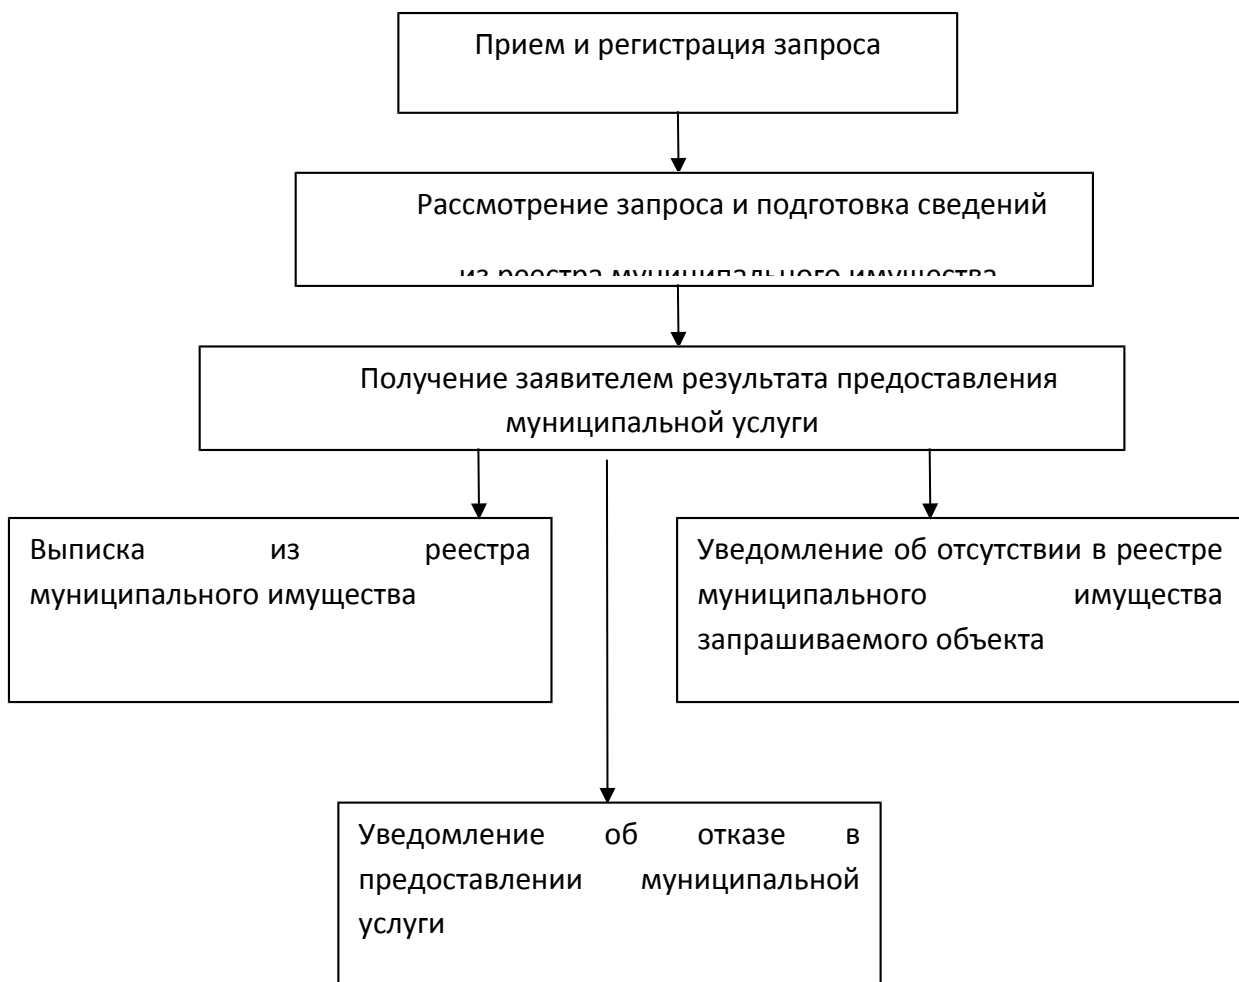 Прием и регистрация запроса
Рассмотрение запроса и подготовка сведений
из реестра муниципального имущества
Получение заявителем результата предоставления
муниципальной услуги
Выписка из реестра
муниципального имущества
Уведомление об отсутствии в реестре
муниципального имущества
запрашиваемого объекта
Уведомление об отказе в
предоставлении муниципальной
услуги